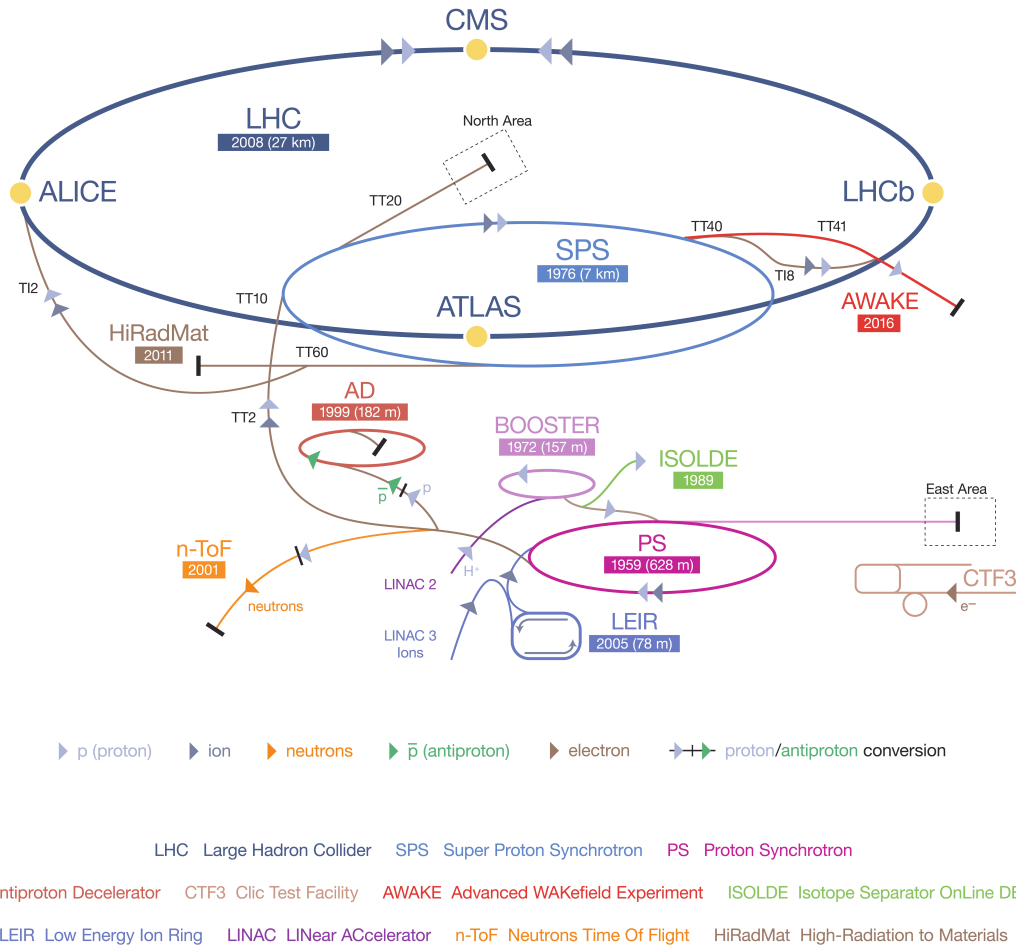 CMS
LHC
2008 (27 km)
North Area
ALICE
LHCb
TT20
TT40
TT41
SPS
1976 (7 km)
TI8
TI2
TT10
ATLAS
AWAKE
2016
HiRadMat
2011
TT60
AD
1999 (182 m)
TT2
BOOSTER
1972 (157 m)
ISOLDE
1989
p̅
p
East Area
n-ToF
2001
PS
1959 (628 m)
H⁺
LINAC 2
neutrons
CTF3
e⁻
LEIR
2005 (78 m)
LINAC 3
Ions
p (proton) ion neutrons p̅ (antiproton) electron proton/antiproton conversion
LHC Large Hadron Collider SPS Super Proton Synchrotron PS Proton Synchrotron
ntiproton Decelerator CTF3 Clic Test Facility AWAKE Advanced WAKefield Experiment ISOLDE Isotope Separator OnLine DE
LEIR Low Energy Ion Ring LINAC LINear ACcelerator n-ToF Neutrons Time Of Flight HiRadMat High-Radiation to Materials